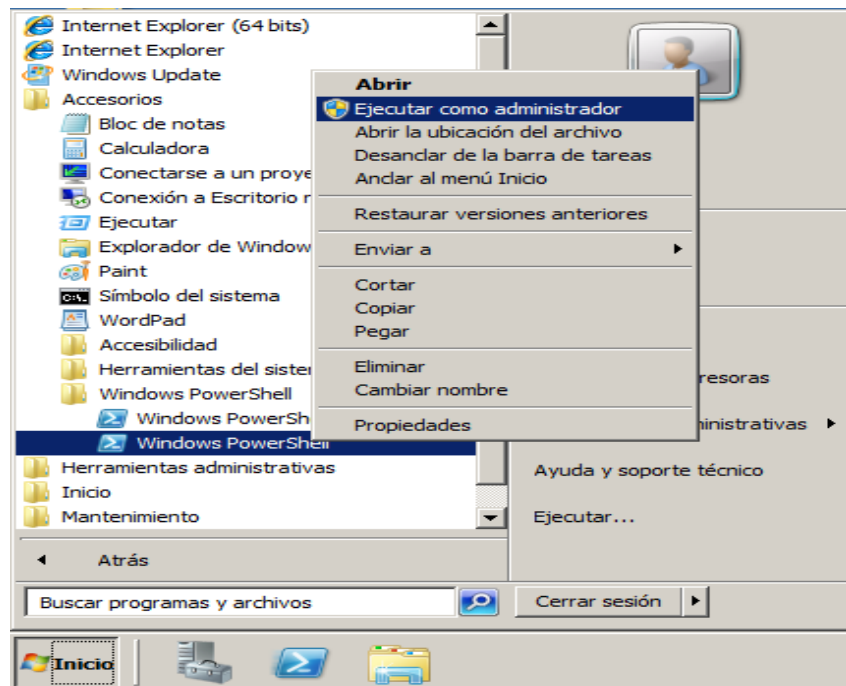 Internet Explorer (64 bits)
Internet Explorer
Windows Update
Accesorios
Bloc de notas
Calculadora
Conectarse a un proye
Conexión a Escritorio r
Ejecutar
Explorador de Window
Paint
Símbolo del sistema
WordPad
Accesibilidad
Herramientas del sister
Windows PowerShell
Windows PowerSh
Windows PowerShell
Herramientas administrativas
Inicio
Mantenimiento
Atrás
Buscar programas y archivos
Abrir
Ejecutar como administrador
Abrir la ubicación del archivo
Desanclar de la barra de tareas
Anclar al menú Inicio
Restaurar versiones anteriores
Enviar a
Cortar
Copiar
Pegar
Eliminar
Cambiar nombre
Propiedades
resoras
ninistrativas
Ayuda y soporte técnico
Ejecutar...
Cerrar sesión
Inicio